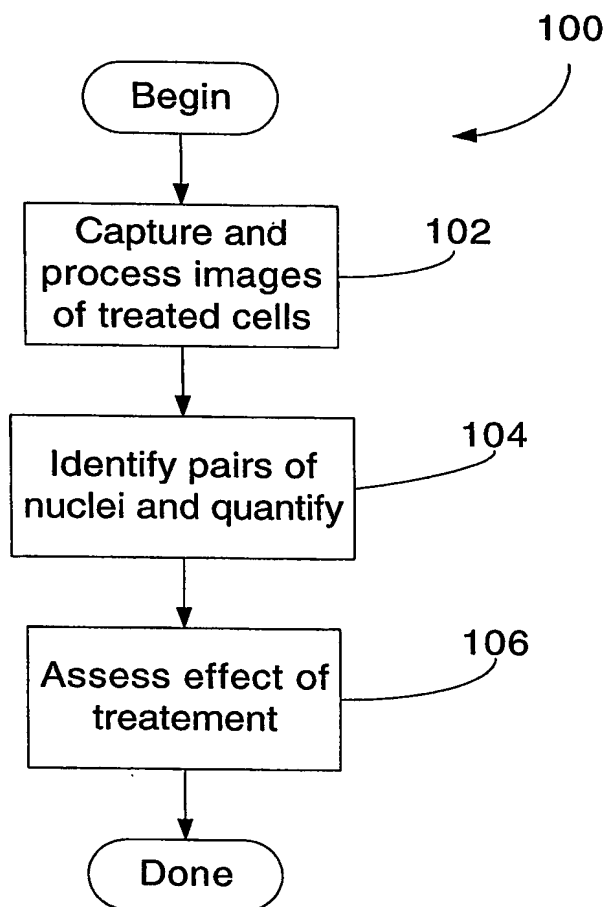 100
Begin
Capture and
process images
of treated cells
102
Identify pairs of
nuclei and quantify
104
Assess effect of
treatement
106
Done